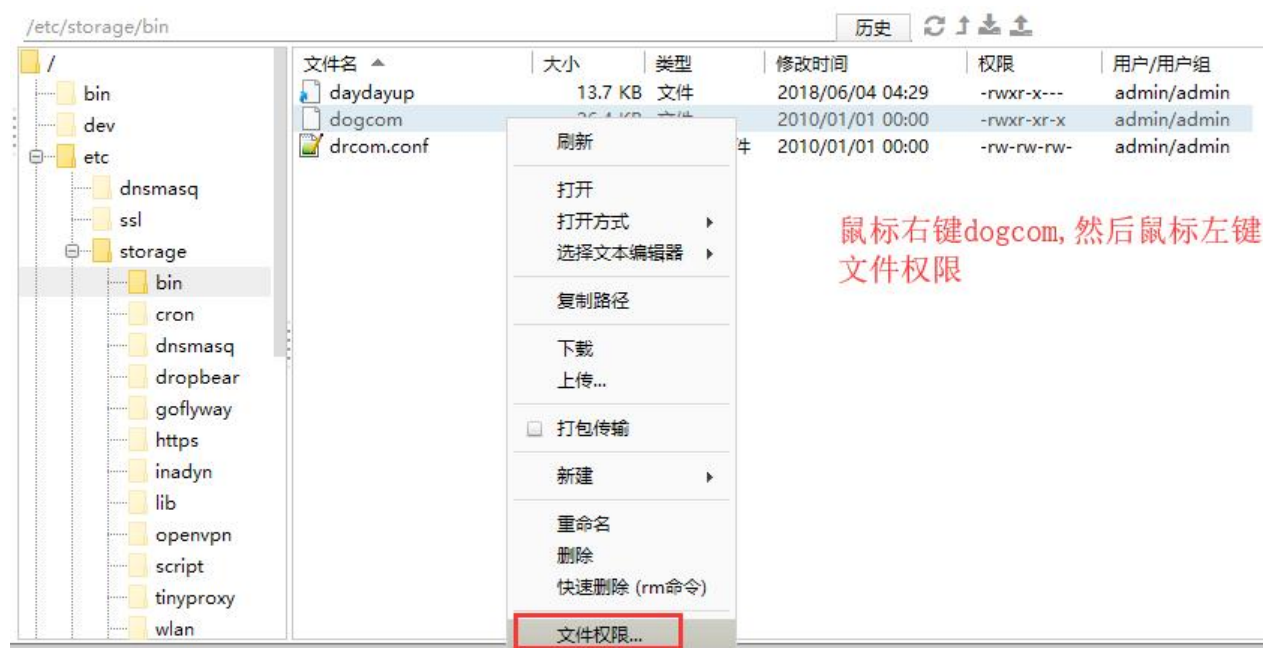 /etc/storage/bin 历史
/
bin
dev
etc
dnsmasq
ssl
storage
bin
cron
dnsmasq
dropbear
goflyway
https
inadyn
lib
openvpn
script
tinyproxy
wlan
文件名 大小 类型 修改时间 权限 用户/用户组
daydayup 13.7 KB 文件 2018/06/04 04:29 -rwxr-x--- admin/admin
dogcom 2010/01/01 00:00 -rwxr-xr-x admin/admin
drcom.conf 件 2010/01/01 00:00 -rw-rw-rw- admin/admin
刷新
打开
打开方式
选择文本编辑器
复制路径
下载
上传...
打包传输
新建
重命名
删除
快速删除 (rm命令)
文件权限...
鼠标右键dogcom,然后鼠标左键
文件权限